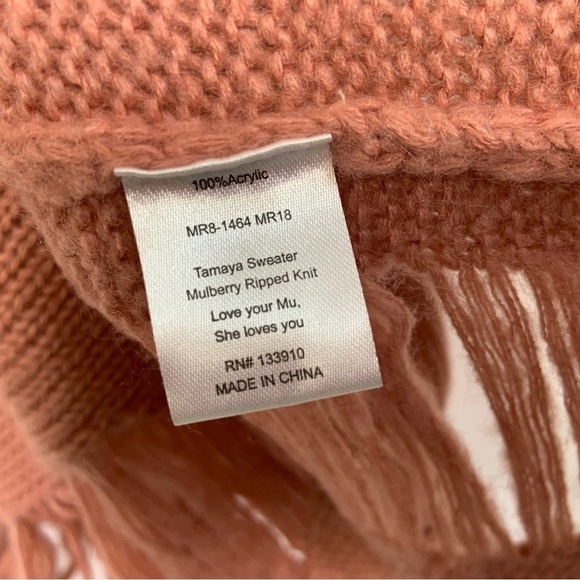 100%Acrylic
MR8-1464 MR18
Tamaya Sweater
Mulberry Ripped Knit
Love your Mu,
She loves you
RN# 133910
MADE IN CHINA